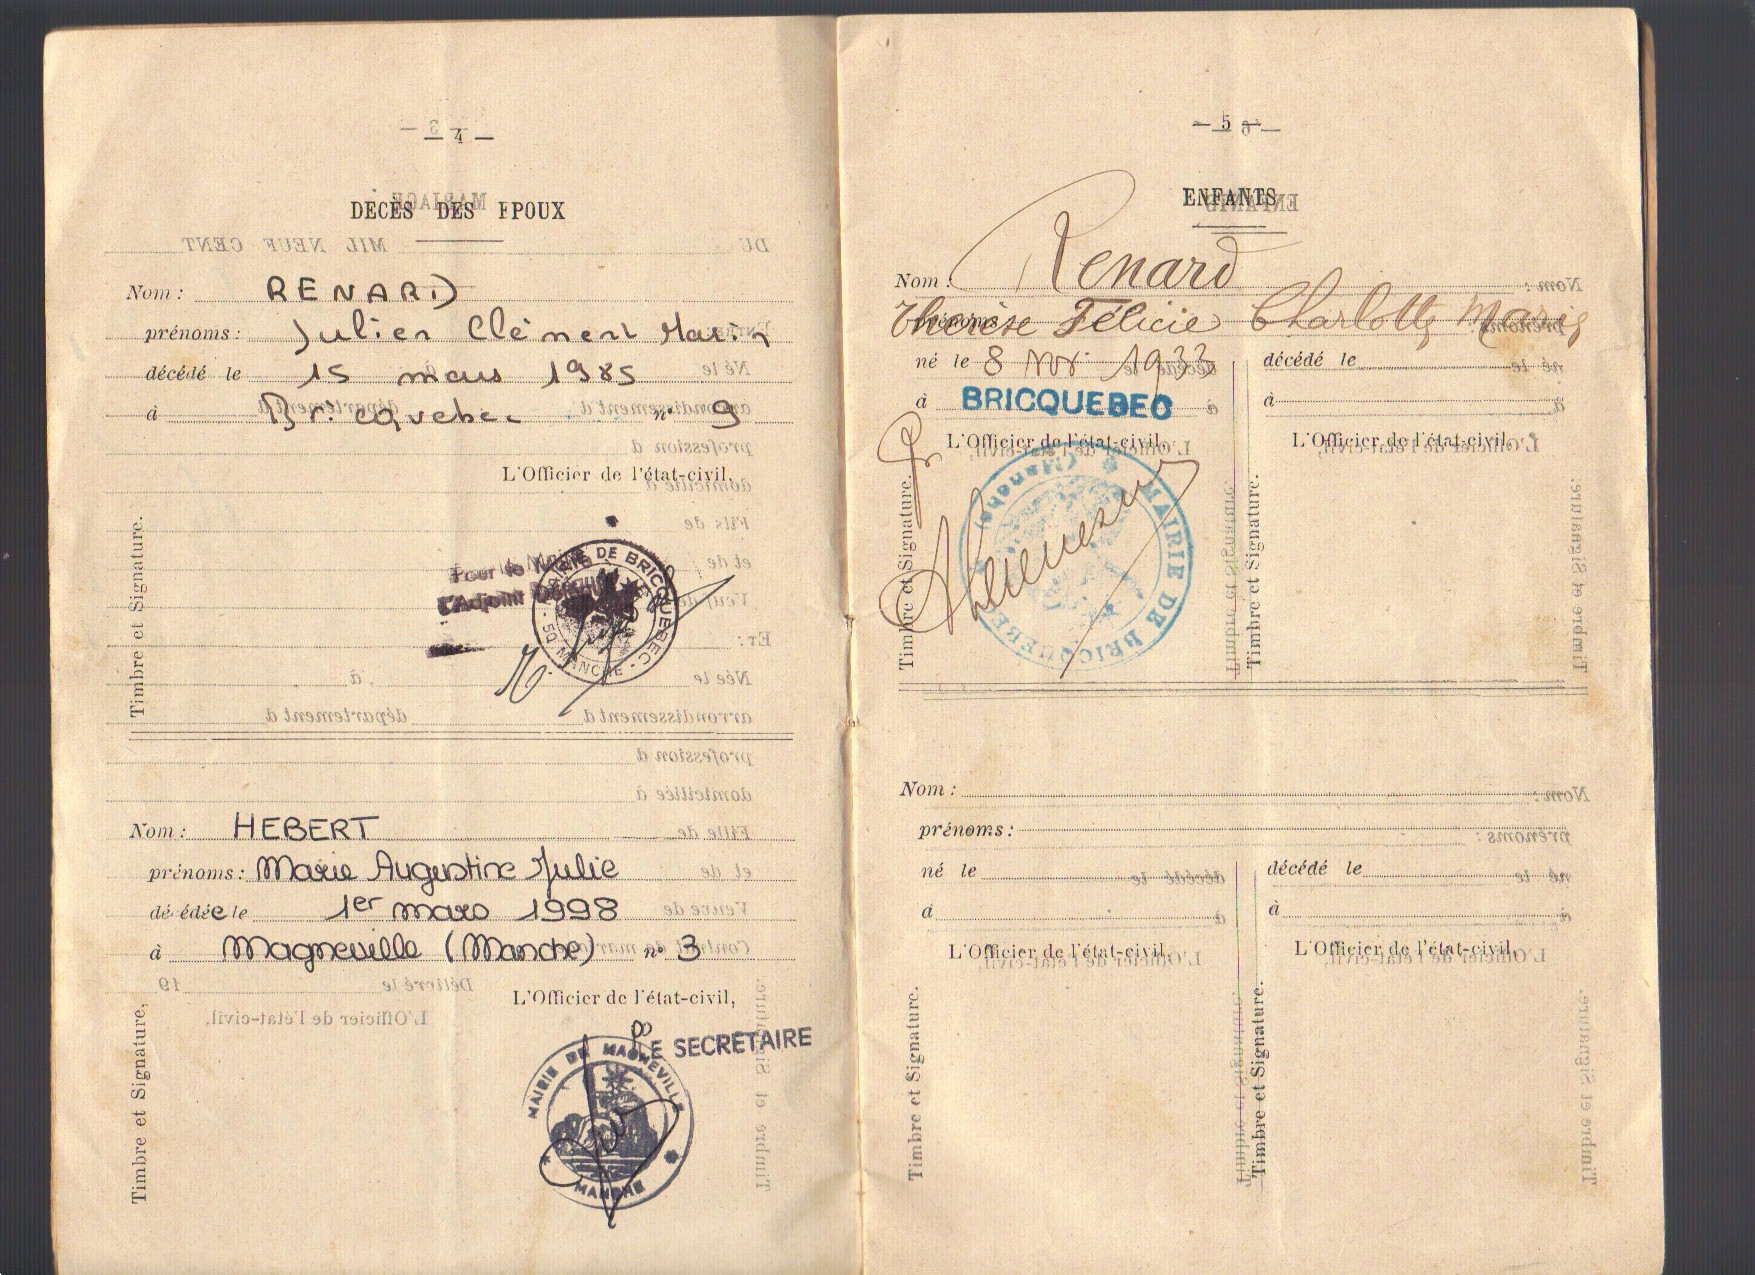 — 4 —
DÉCÈS DES EPOUX
Nom : RENARD
prénoms : Julien Clément Marin
décédé le 15 mars 1985
à Bricquebec n° 9
L'Officier de l'état-civil,
Timbre et Signature.
Pour le Maire
l'Adjoint Délégué
MAIRIE DE BRICQUEBEC
50 MANCHE
Nom : HEBERT
prénoms : Marie Augustine Julie
décédée le 1er mars 1998
à Magneville (Manche) n° 3
L'Officier de l'état-civil,
Timbre et Signature,
LE SECRÉTAIRE
MAIRIE DE MAGNEVILLE
MANCHE
— 5 —
ENFANTS
Nom : Renard
prénoms Thérèse Félicie Charlotte Marie
né le 8 1933
à BRICQUEBEC
L'Officier de l'état-civil,
Timbre et Signature.
MAIRIE DE BRICQUEBEC (Manche)
décédé le
à
L'Officier de l'état-civil,
Timbre et Signature.
Nom :
prénoms :
né le
à
L'Officier de l'état-civil,
Timbre et Signature.
décédé le
à
L'Officier de l'état-civil,
Timbre et Signature.